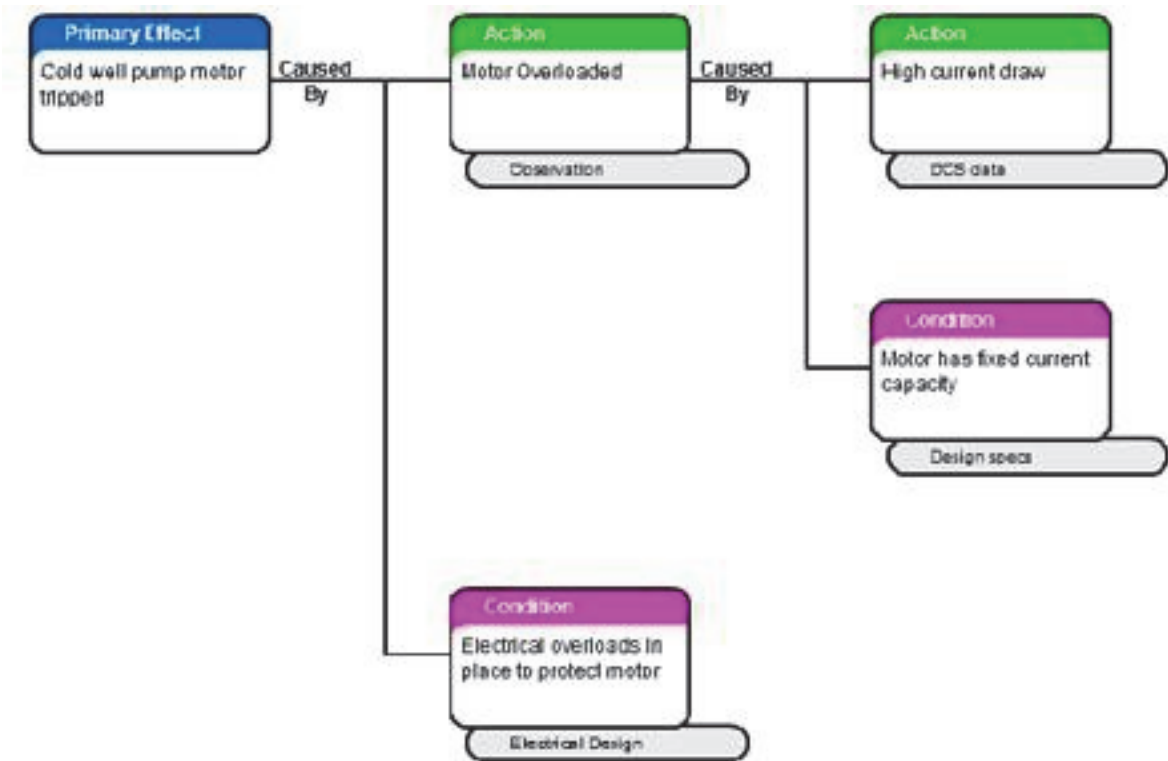 Primary Effect
Cold well pump motor
tripped
Caused
By
Action
Motor Overloaded
Observation
Caused
By
Action
High current draw
DCS data
Condition
Motor has fixed current
capacity
Design specs
Condition
Electrical overloads in
place to protect motor
Electrical Design